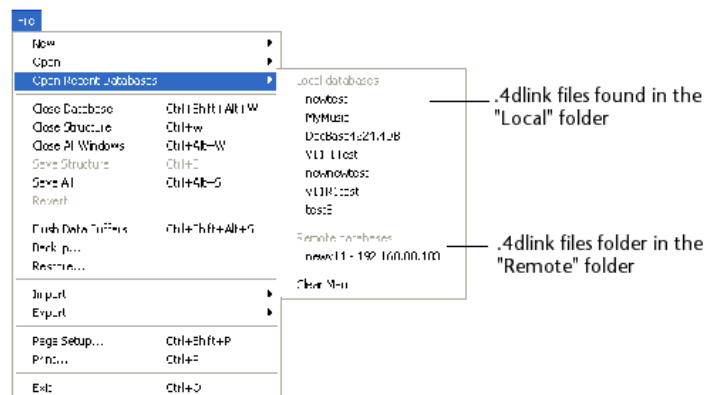 File
New
Open
Open Recent Databases
Close Database Ctrl+Shift+Alt+W
Close Structure Ctrl+W
Close All Windows Ctrl+Alt+W
Save Structure Ctrl+S
Save All Ctrl+Alt+S
Revert
Flush Data Buffers Ctrl+Shift+Alt+S
Backup...
Restore...
Import
Export
Page Setup... Ctrl+Shift+P
Print... Ctrl+P
Exit Ctrl+Q
Local databases
newtest
MyMusic
nownowtest
Remote databases
Clear Menu
.4dlink files found in the
"Local" folder
.4dlink files folder in the
"Remote" folder